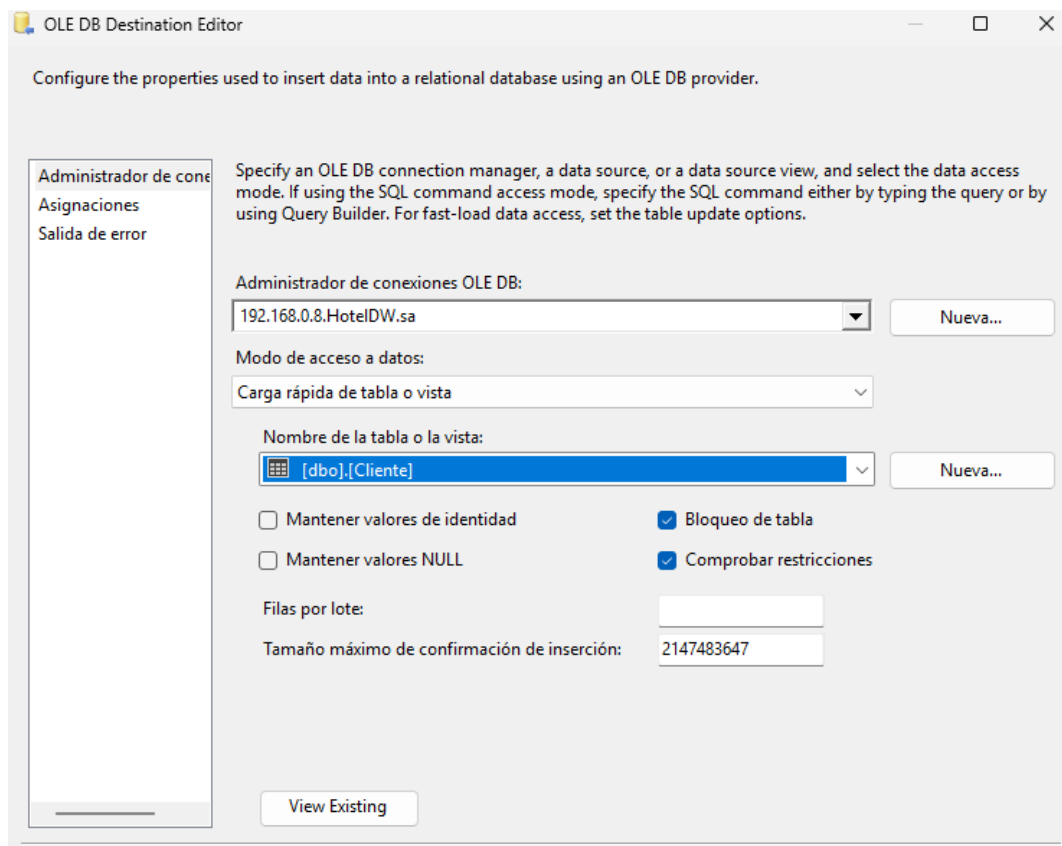 OLE DB Destination Editor
Configure the properties used to insert data into a relational database using an OLE DB provider.
Administrador de cone
Asignaciones
Salida de error
Specify an OLE DB connection manager, a data source, or a data source view, and select the data access
mode. If using the SQL command access mode, specify the SQL command either by typing the query or by
using Query Builder. For fast-load data access, set the table update options.
Administrador de conexiones OLE DB:
192.168.0.8.HotelDW.sa
Nueva...
Modo de acceso a datos:
Carga rápida de tabla o vista
Nombre de la tabla o la vista:
[dbo].[Cliente]
Nueva...
Mantener valores de identidad
Bloqueo de tabla
Mantener valores NULL
Comprobar restricciones
Filas por lote:
Tamaño máximo de confirmación de inserción:
2147483647
View Existing